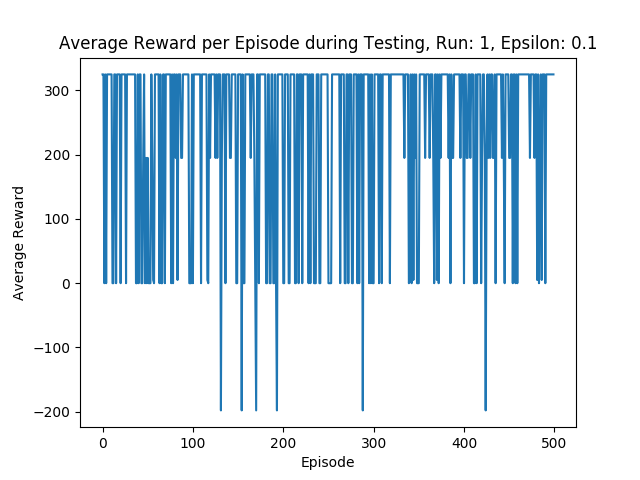 Average Reward per Episode during Testing, Run: 1, Epsilon: 0.1
300
200
100
0
−100
−200
Average Reward
0 100 200 300 400 500
Episode